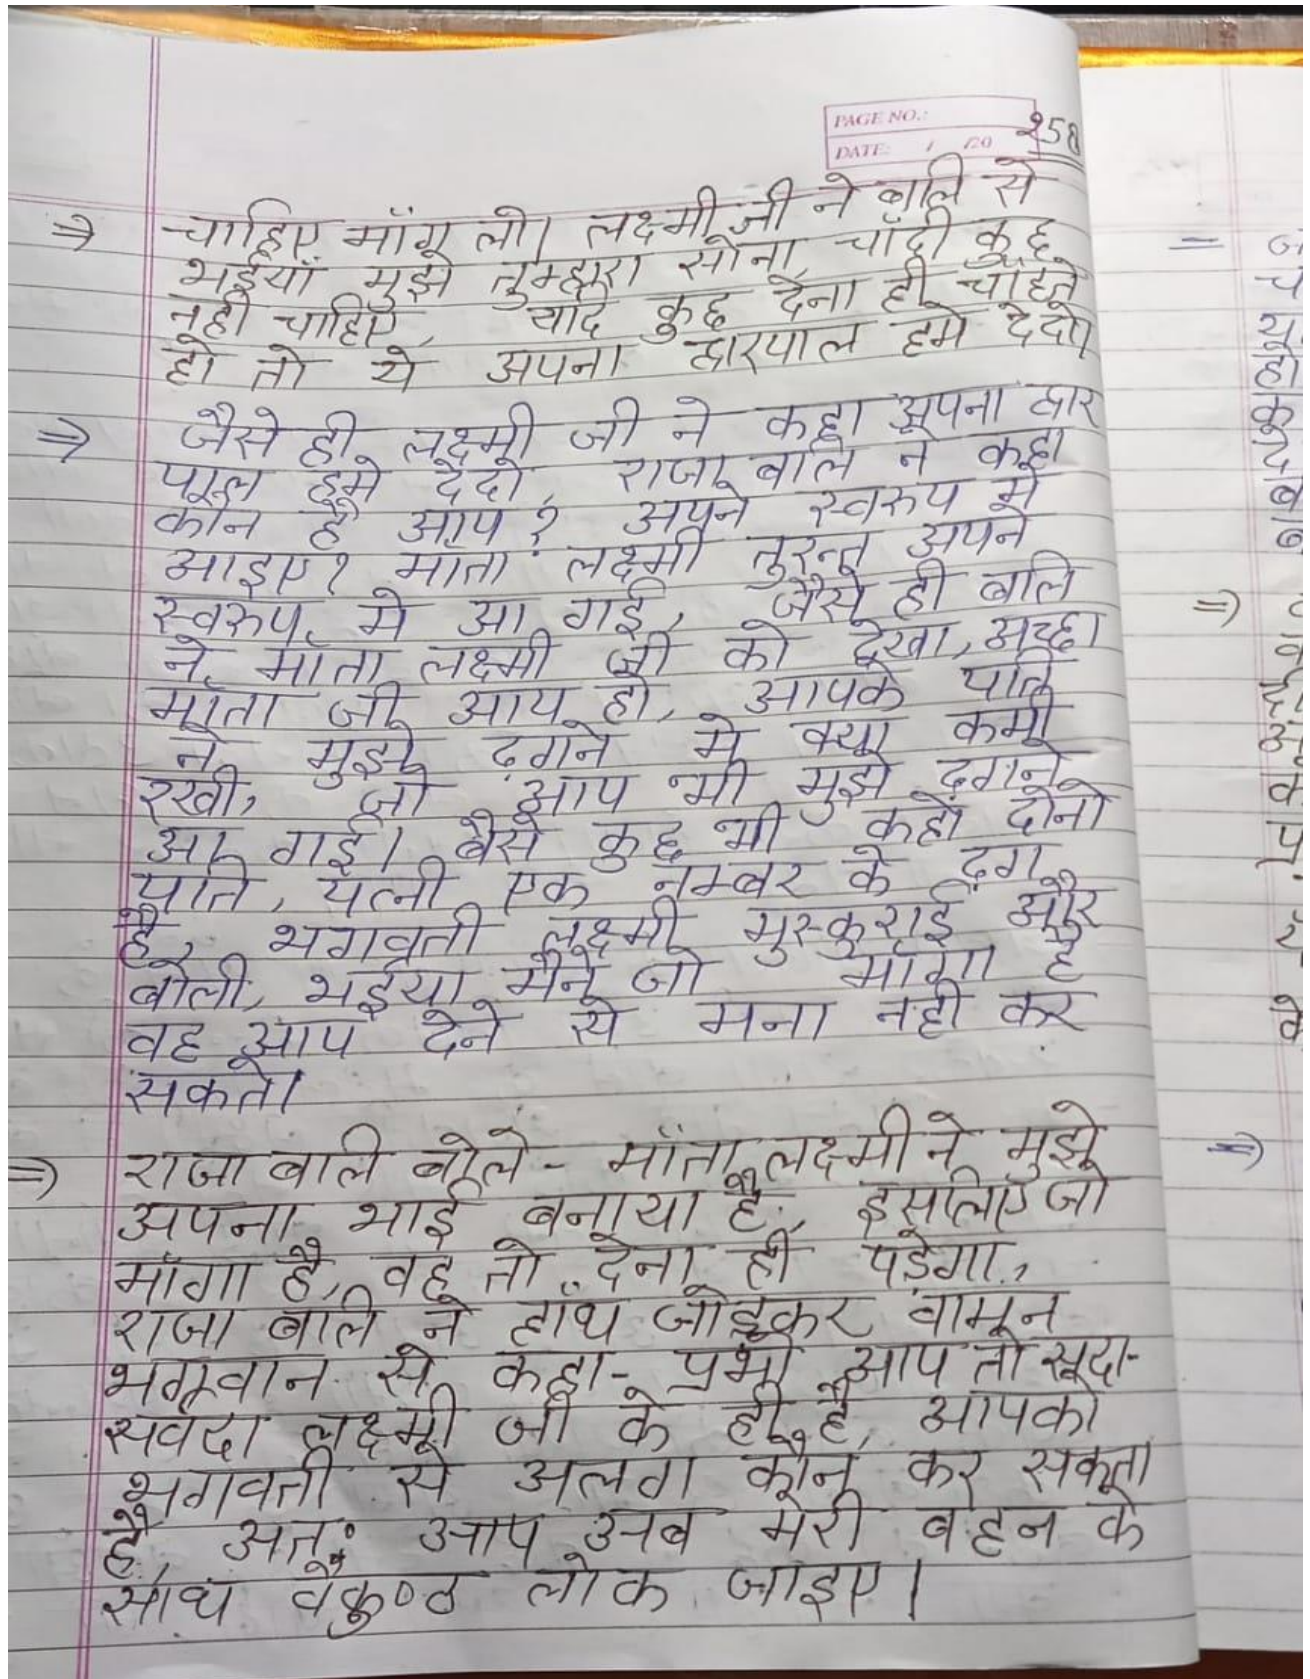 PAGE NO.:
DATE: / /20
258
⇒ चाहिए माँग लो। लक्ष्मी जी ने बलि से
भईयाँ मुझे तुम्हारा सोना, चाँदी कुछ
नही चाहिए, यदि कुछ देना ही चाहते
हो तो ये अपना द्वारपाल हमे देदो।
⇒ जैसे ही लक्ष्मी जी ने कहा अपना द्वार
पाल हमे देदो, राजा बलि ने कहा
कौन है आप? अपने स्वरुप मे
आइए? माँता लक्ष्मी तुरन्त अपने
स्वरुप मे आ गई, जैसे ही बलि
ने माँता लक्ष्मी जी को देखा, अच्छा
माँता जी आय हो, आपके पति
ने मुझे ठगने मे क्या कमी
रखी, जो आप भी मुझे ठगने
आ गई। वैसे कुछ भी कहों दोनो
पति, पत्नी एक नम्बर के ठग
है, भगवती लक्ष्मी मुस्कुराई और
बोली, भईया मैने जो माँगा है
वह आप देने से मना नही कर
सकते।
⇒ राजा बलि बोले - माँता लक्ष्मी ने मुझे
अपना भाई बनाया है, इसलिए जो
माँगा है, वह तो देना ही पड़ेगा,
राजा बलि ने हाँथ जोड़कर वामन
भगवान से कहा- प्रभो आप तो सदा-
सर्वदा लक्ष्मी जी के ही है, आपको
भगवती से अलग कौन कर सकता
है, अतः आप अब मेरी बहन के
साथ वैकुण्ठ लोक जाइए।